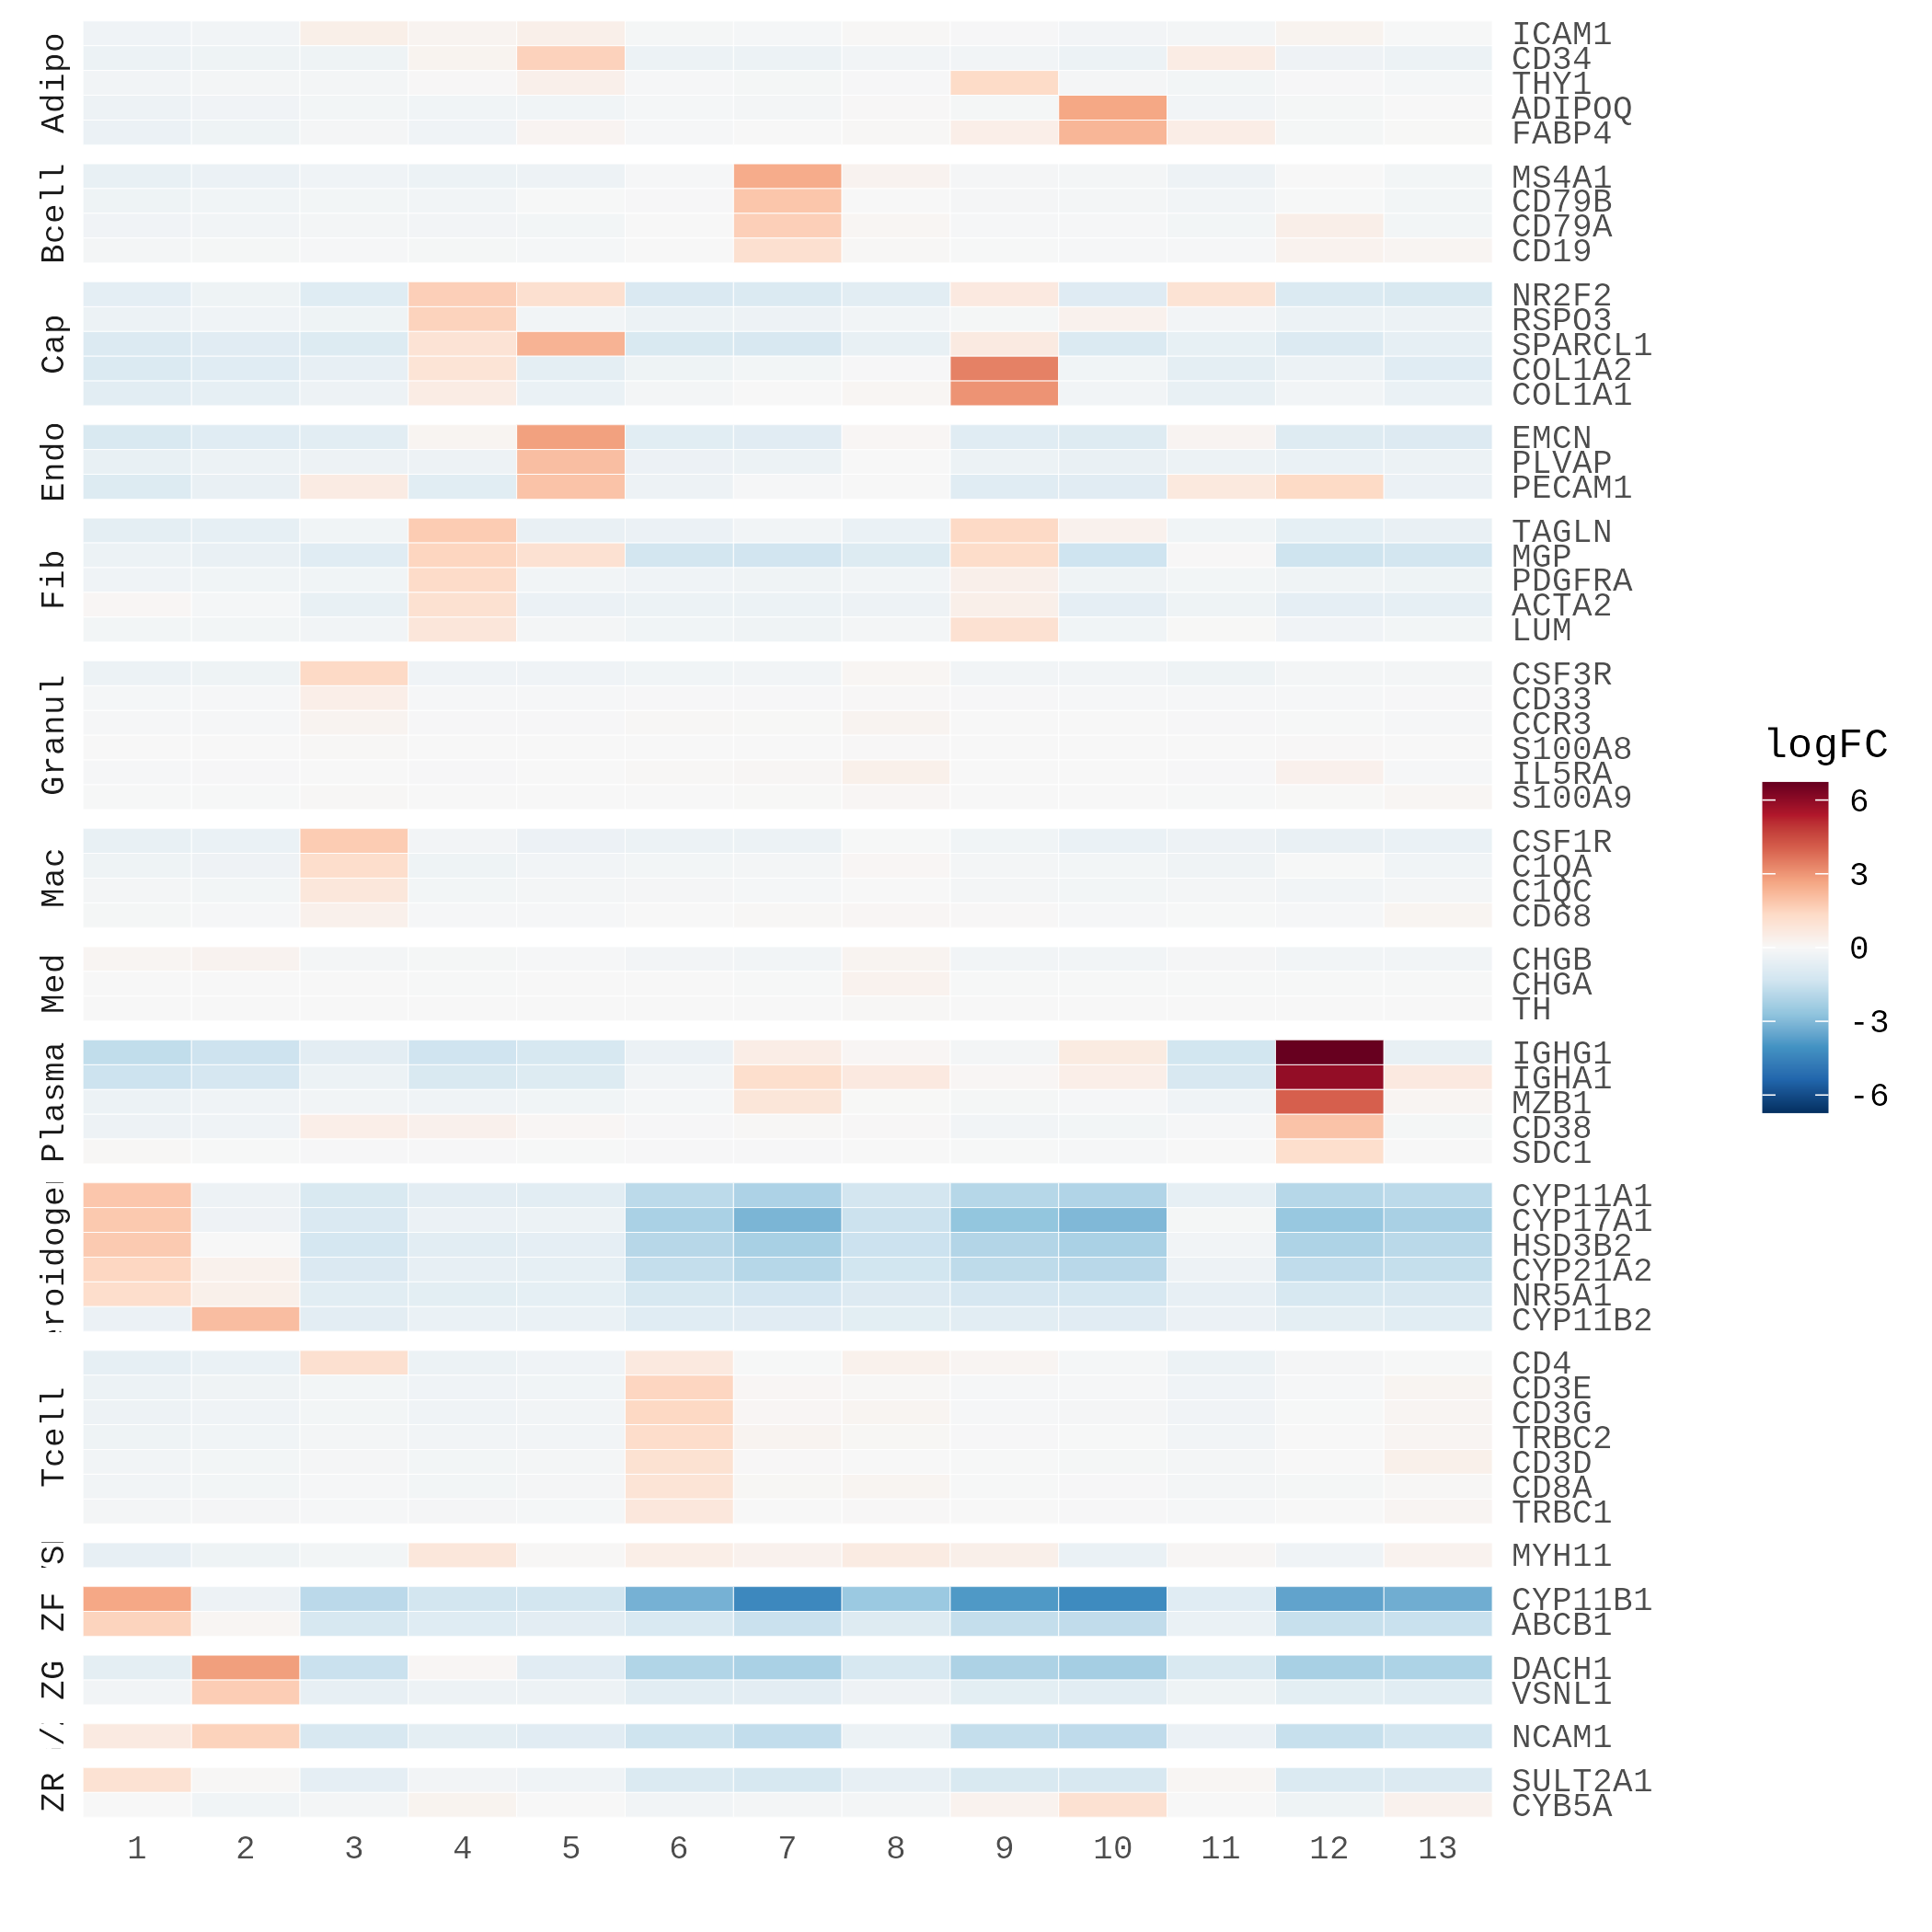 Adipo
ICAM1
CD34
THY1
ADIPOQ
FABP4
Bcell
MS4A1
CD79B
CD79A
CD19
Cap
NR2F2
RSPO3
SPARCL1
COL1A2
COL1A1
Endo
EMCN
PLVAP
PECAM1
Fib
TAGLN
MGP
PDGFRA
ACTA2
LUM
Granul
CSF3R
CD33
CCR3
S100A8
IL5RA
S100A9
Mac
CSF1R
C1QA
C1QC
CD68
Med
CHGB
CHGA
TH
Plasma
IGHG1
IGHA1
MZB1
CD38
SDC1
CYP11A1
CYP17A1
HSD3B2
CYP21A2
NR5A1
CYP11B2
Tcell
CD4
CD3E
CD3G
TRBC2
CD3D
CD8A
TRBC1
MYH11
ZF
CYP11B1
ABCB1
ZG
DACH1
VSNL1
NCAM1
ZR
SULT2A1
CYB5A
1 2 3 4 5 6 7 8 9 10 11 12 13
logFC
6
3
0
-3
-6